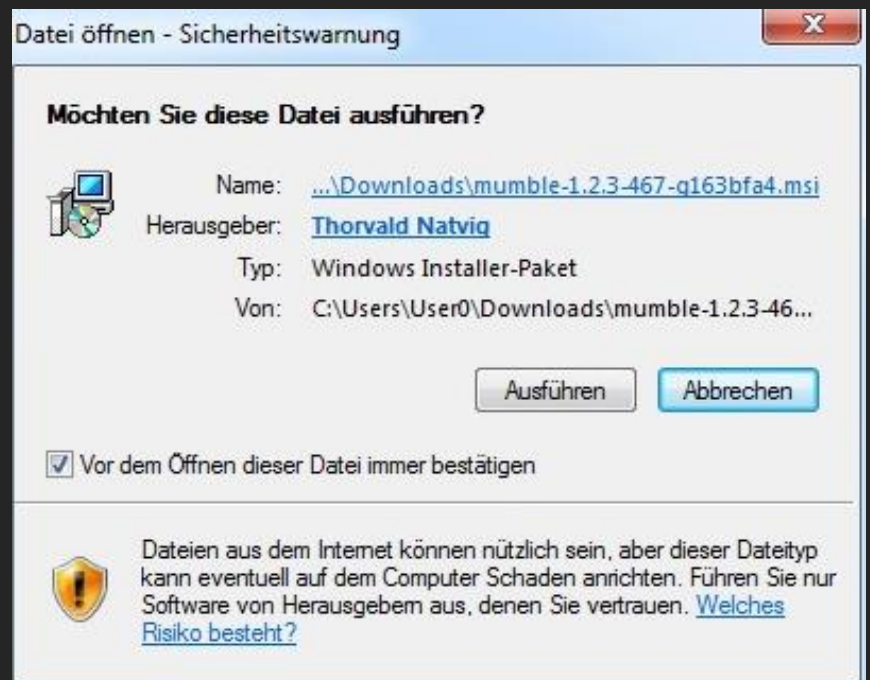 Datei öffnen - Sicherheitswarnung
X
Möchten Sie diese Datei ausführen?
Name: ...\Downloads\mumble-1.2.3-467-g163bfa4.msi
Herausgeber: Thorvald Natvig
Typ: Windows Installer-Paket
Von: C:\Users\User0\Downloads\mumble-1.2.3-46...
Ausführen Abbrechen
Vor dem Öffnen dieser Datei immer bestätigen
Dateien aus dem Internet können nützlich sein, aber dieser Dateityp
kann eventuell auf dem Computer Schaden anrichten. Führen Sie nur
Software von Herausgebern aus, denen Sie vertrauen. Welches
Risiko besteht?